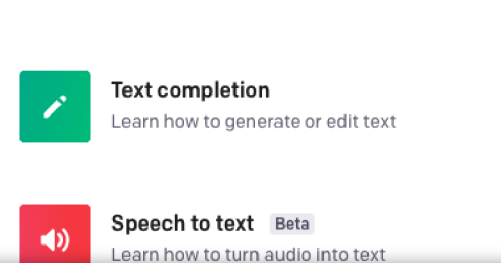 Text completion
Learn how to generate or edit text
Speech to text Beta
Learn how to turn audio into text